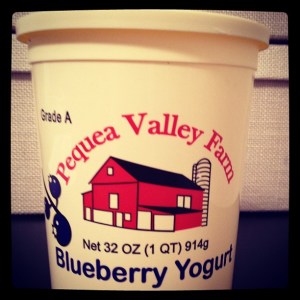 Grade A
Pequea Valley Farm
Net 32 OZ (1 QT) 914g
Blueberry Yogurt